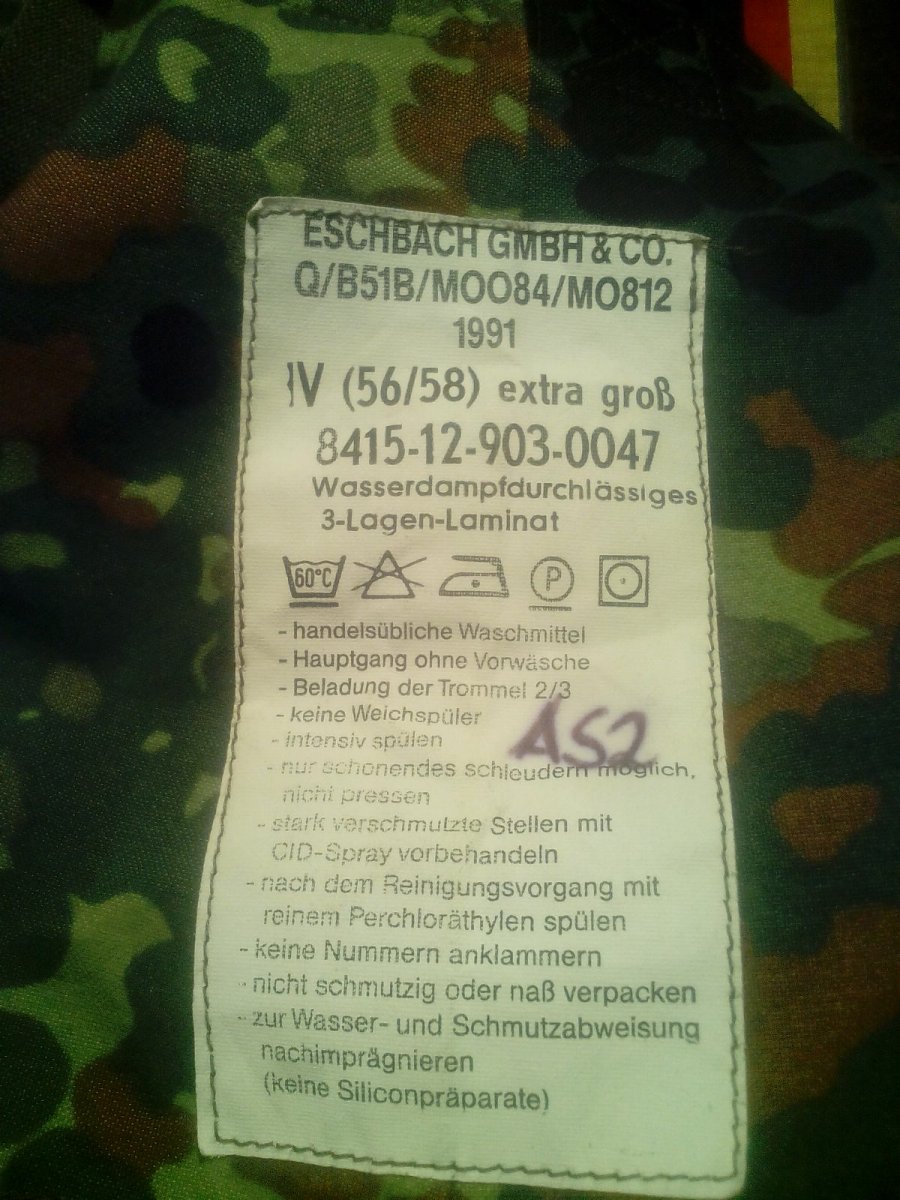 ESCHBACH GMBH & CO.
Q/B51B/MOO84/MO812
1991
IV (56/58) extra groß
8415-12-903-0047
Wasserdampfdurchlässiges
3-Lagen-Laminat
60°C P
- handelsübliche Waschmittel
- Hauptgang ohne Vorwäsche
- Beladung der Trommel 2/3
- keine Weichspüler
- intensiv spülen
AS2
- nur schonendes schleudern möglich,
nicht pressen
- stark verschmutzte Stellen mit
CID-Spray vorbehandeln
- nach dem Reinigungsvorgang mit
reinem Perchloräthylen spülen
- keine Nummern anklammern
- nicht schmutzig oder naß verpacken
- zur Wasser- und Schmutzabweisung
nachimprägnieren
(keine Siliconpräparate)